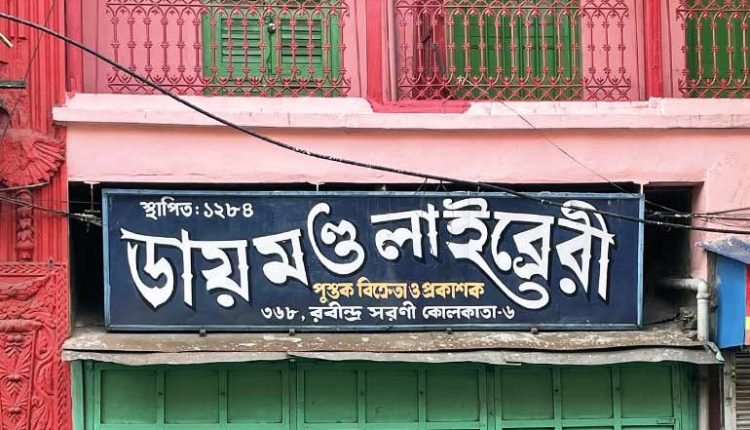 স্থাপিত: ১২৮৪
ডায়মণ্ড লাইব্রেরী
পুস্তক বিক্রেতা ও প্রকাশক
৩৬৮, রবীন্দ্র সরণী কোলকাতা-৬